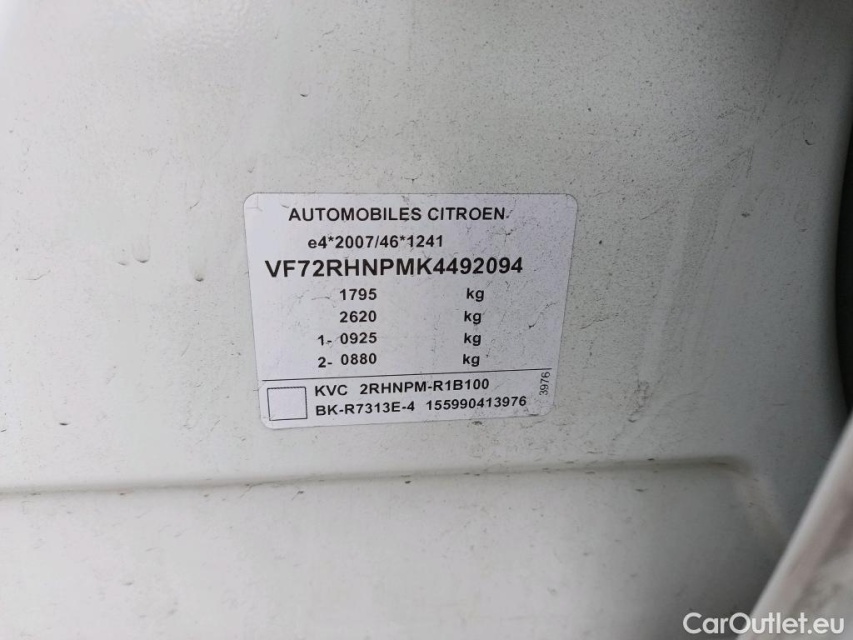 AUTOMOBILES CITROEN
e4*2007/46*1241
VF72RHNPMK4492094
1795 kg
2620 kg
1- 0925 kg
2- 0880 kg
KVC 2RHNPM-R1B100
BK-R7313E-4 155990413976
3976
CarOutlet.eu